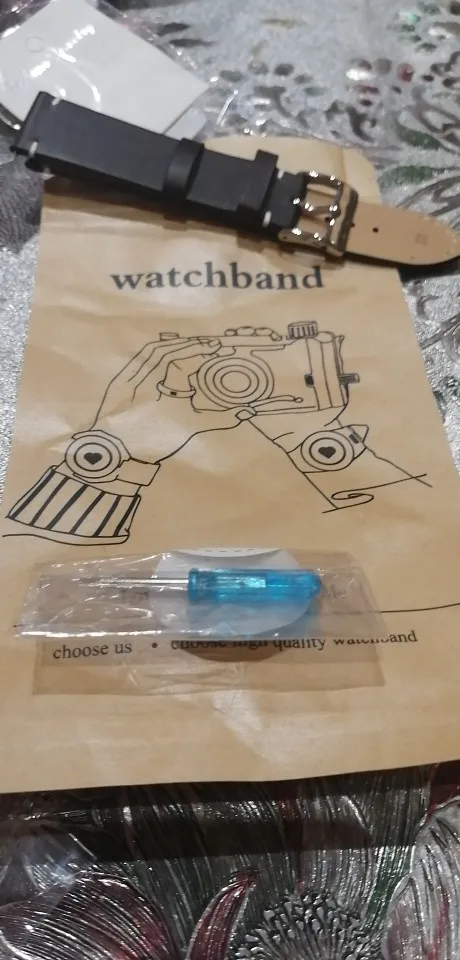 watchband
choose us • choose high quality watchband